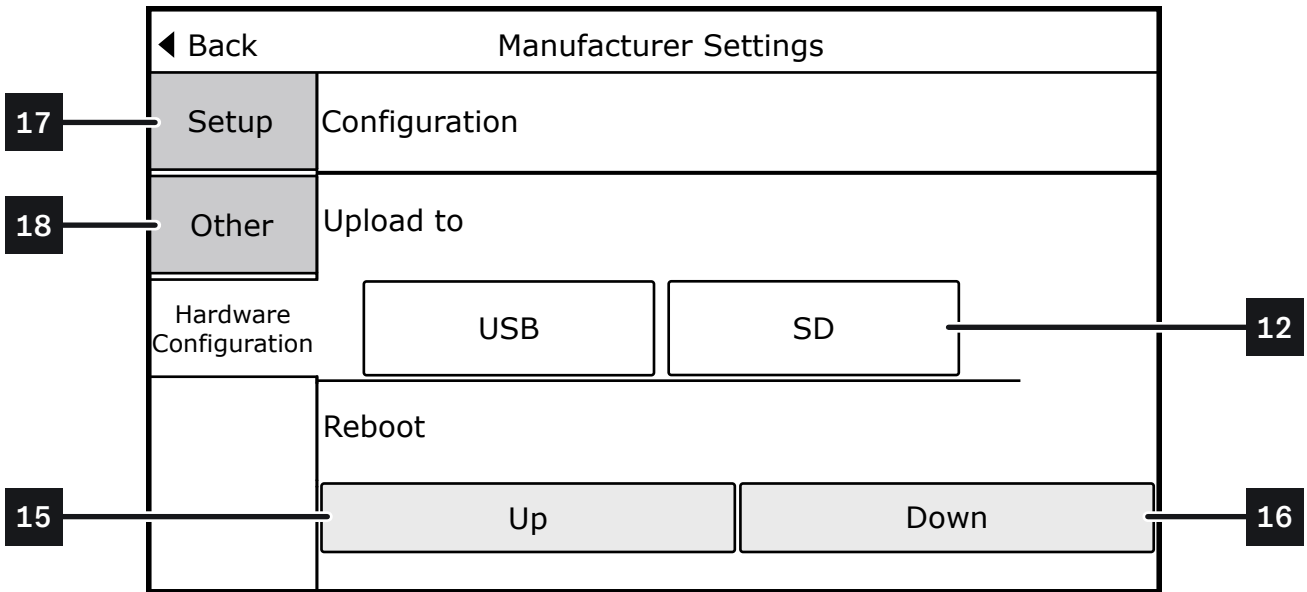 Back Manufacturer Settings
17 Setup Configuration
18 Other Upload to
Hardware
Configuration
USB SD 12
Reboot
15 Up Down 16